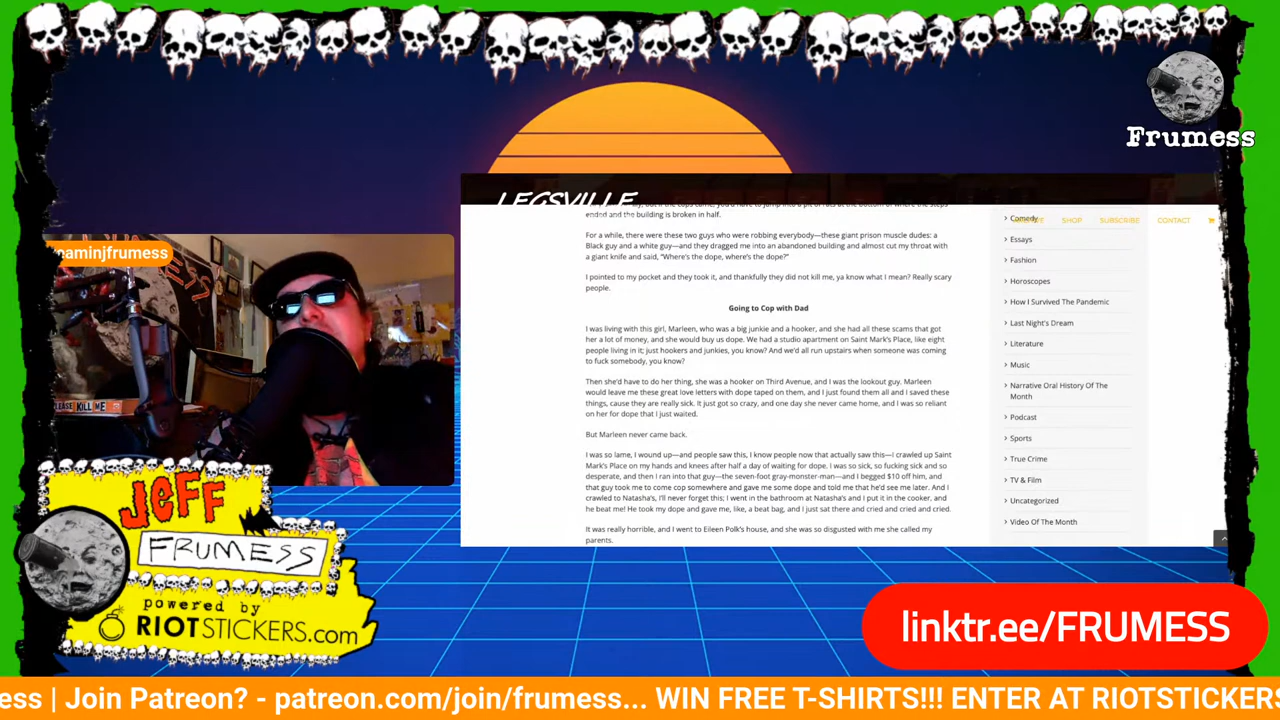 Frumess
LEGSVILLE
ended and the building is broken in half.
For a while, there were these two guys who were robbing everybody—these giant prison muscle dudes: a
Black guy and a white guy—and they dragged me into an abandoned building and almost cut my throat with
a giant knife and said, “Where’s the dope, where’s the dope?”
I pointed to my pocket and they took it, and thankfully they did not kill me, ya know what I mean? Really scary
people.
Going to Cop with Dad
I was living with this girl, Marleen, who was a big junkie and a hooker, and she had all these scams that got
her a lot of money, and she would buy us dope. We had a studio apartment on Saint Mark’s Place, like eight
people living in it; just hookers and junkies, you know? And we’d all run upstairs when someone was coming
to fuck somebody, you know?
Then she’d have to do her thing, she was a hooker on Third Avenue, and I was the lookout guy. Marleen
would leave me these great love letters with dope taped on them, and I just found them all and I saved these
things, cause they are really sick. It just got so crazy, and one day she never came home, and I was so reliant
on her for dope that I just waited.
But Marleen never came back.
I was so lame, I wound up—and people saw this, I know people now that actually saw this—I crawled up Saint
Mark’s Place on my hands and knees after half a day of waiting for dope. I was so sick, so fucking sick and so
desperate, and then I ran into that guy—the seven-foot gray-monster-man—and I begged $10 off him, and
that guy took me to come cop somewhere and gave me some dope and told me that he’d see me later. And I
crawled to Natasha’s, I’ll never forget this; I went in the bathroom at Natasha’s and I put it in the cooker, and
he beat me! He took my dope and gave me, like, a beat bag, and I just sat there and cried and cried and cried.
It was really horrible, and I went to Eileen Polk’s house, and she was so disgusted with me she called my
parents.
SHOP
SUBSCRIBE
CONTACT
Comedy
Essays
Fashion
Horoscopes
How I Survived The Pandemic
Last Night’s Dream
Literature
Music
Narrative Oral History Of The
Month
Podcast
Sports
True Crime
TV & Film
Uncategorized
Video Of The Month
eaminjfrumess
LEASE KILL ME
JEFF
FRUMESS
powered by
RIOTSTICKERS.com
linktr.ee/FRUMESS
ess | Join Patreon? - patreon.com/join/frumess... WIN FREE T-SHIRTS!!! ENTER AT RIOTSTICKERS